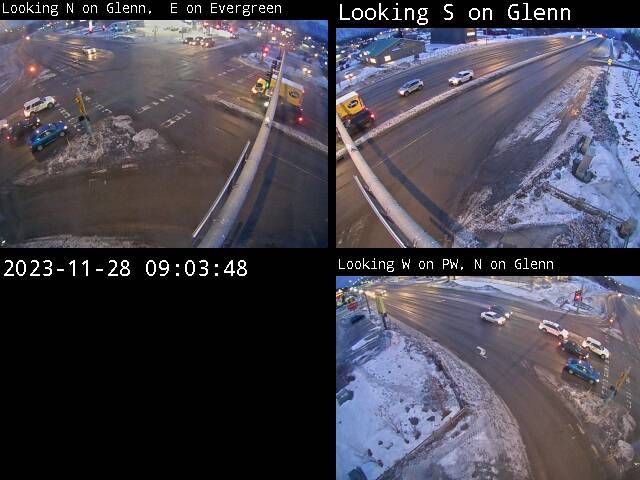 Looking N on Glenn,  E on Evergreen
Looking S on Glenn
2023-11-28 09:03:48
Looking W on PW, N on Glenn